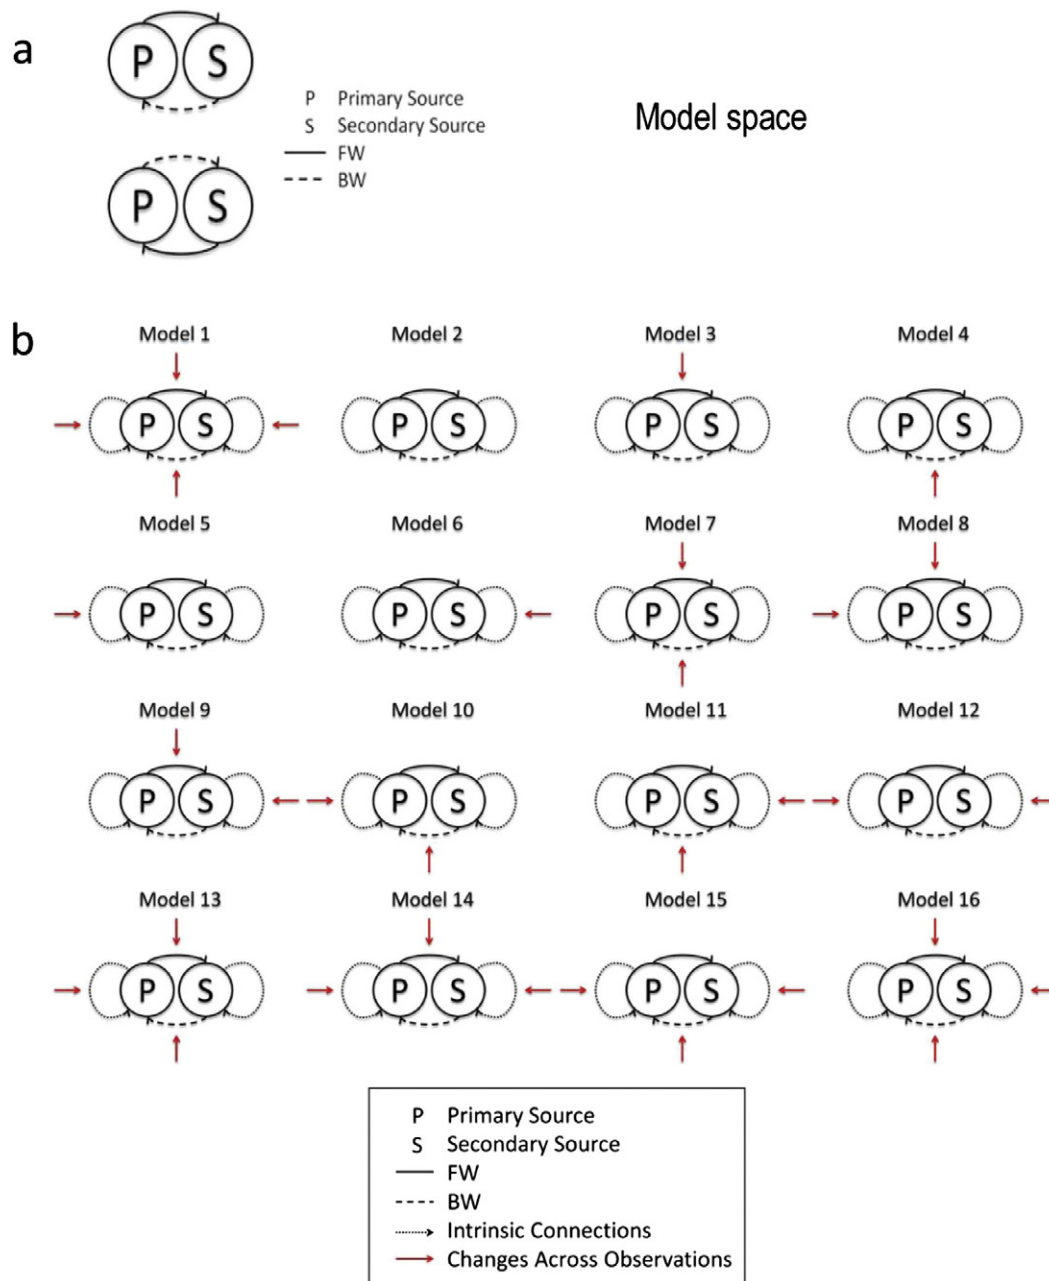 a
P S
P Primary Source
S Secondary Source
FW
BW
Model space
P S
b
Model 1 Model 2 Model 3 Model 4
P S P S P S P S
Model 5 Model 6 Model 7 Model 8
P S P S P S P S
Model 9 Model 10 Model 11 Model 12
P S P S P S P S
Model 13 Model 14 Model 15 Model 16
P S P S P S P S
P Primary Source
S Secondary Source
FW
BW
Intrinsic Connections
Changes Across Observations